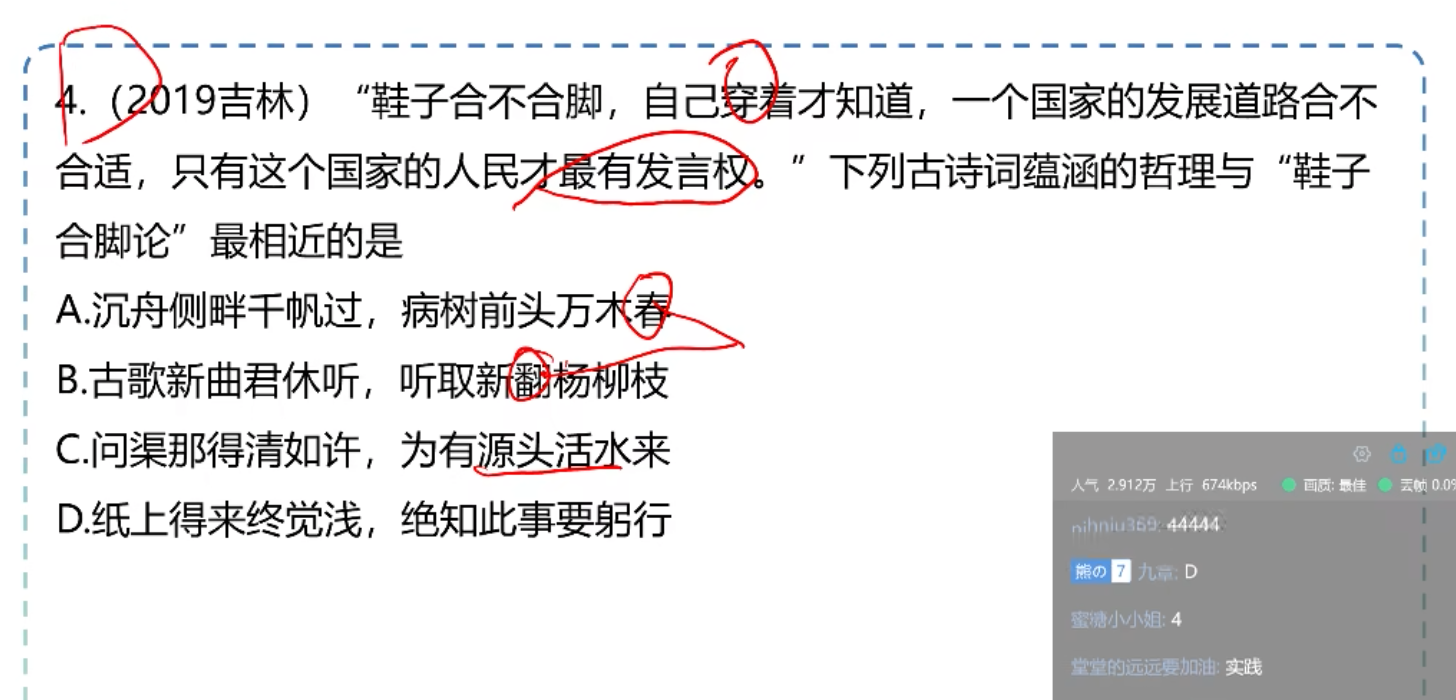 4.（2019吉林）“鞋子合不合脚，自己穿着才知道，一个国家的发展道路合不
合适，只有这个国家的人民才最有发言权。”下列古诗词蕴涵的哲理与“鞋子
合脚论”最相近的是
A.沉舟侧畔千帆过，病树前头万木春
B.古歌新曲君休听，听取新翻杨柳枝
C.问渠那得清如许，为有源头活水来
D.纸上得来终觉浅，绝知此事要躬行
D
人气 2.912万 上行 674kbps 画质: 最佳 丢帧 0.0%
44444
熊の 7 九章: D
蜜糖小小姐: 4
堂堂的远远要加油: 实践